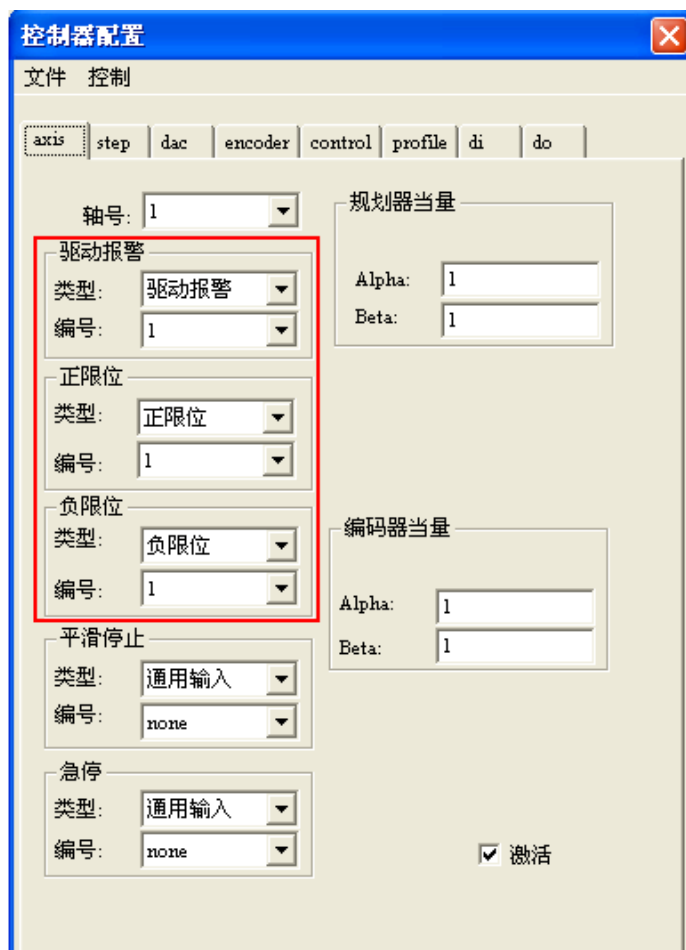 控制器配置
文件 控制
axis step dac encoder control profile di do
轴号: 1
驱动报警
类型: 驱动报警
编号: 1
正限位
类型: 正限位
编号: 1
负限位
类型: 负限位
编号: 1
平滑停止
类型: 通用输入
编号: none
急停
类型: 通用输入
编号: none
规划器当量
Alpha: 1
Beta: 1
编码器当量
Alpha: 1
Beta: 1
激活